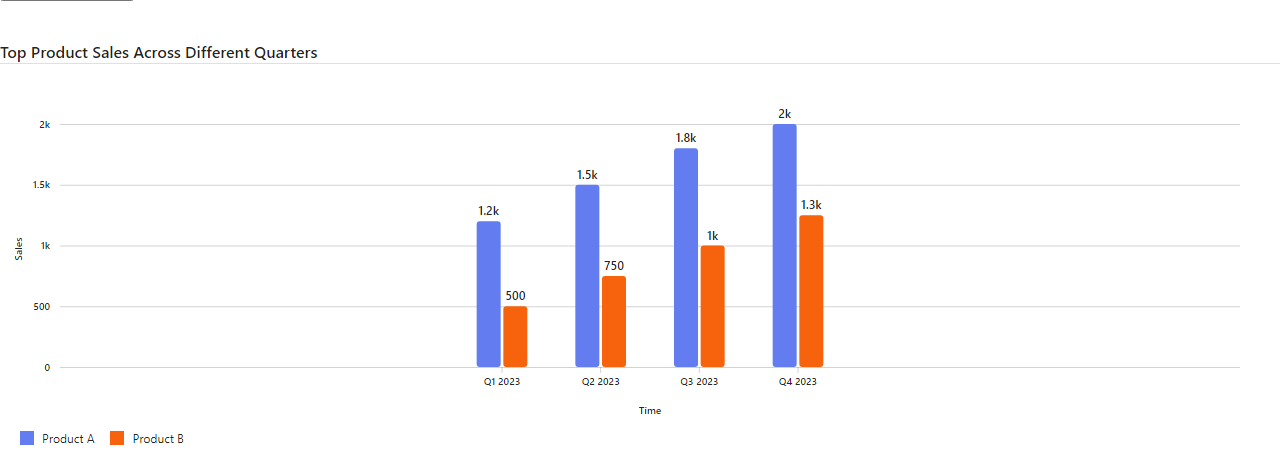 Top Product Sales Across Different Quarters
2k
1.5k
1k
500
0
Sales
1.2k
500
1.5k
750
1.8k
1k
2k
1.3k
Q1 2023
Q2 2023
Q3 2023
Q4 2023
Time
Product A
Product B